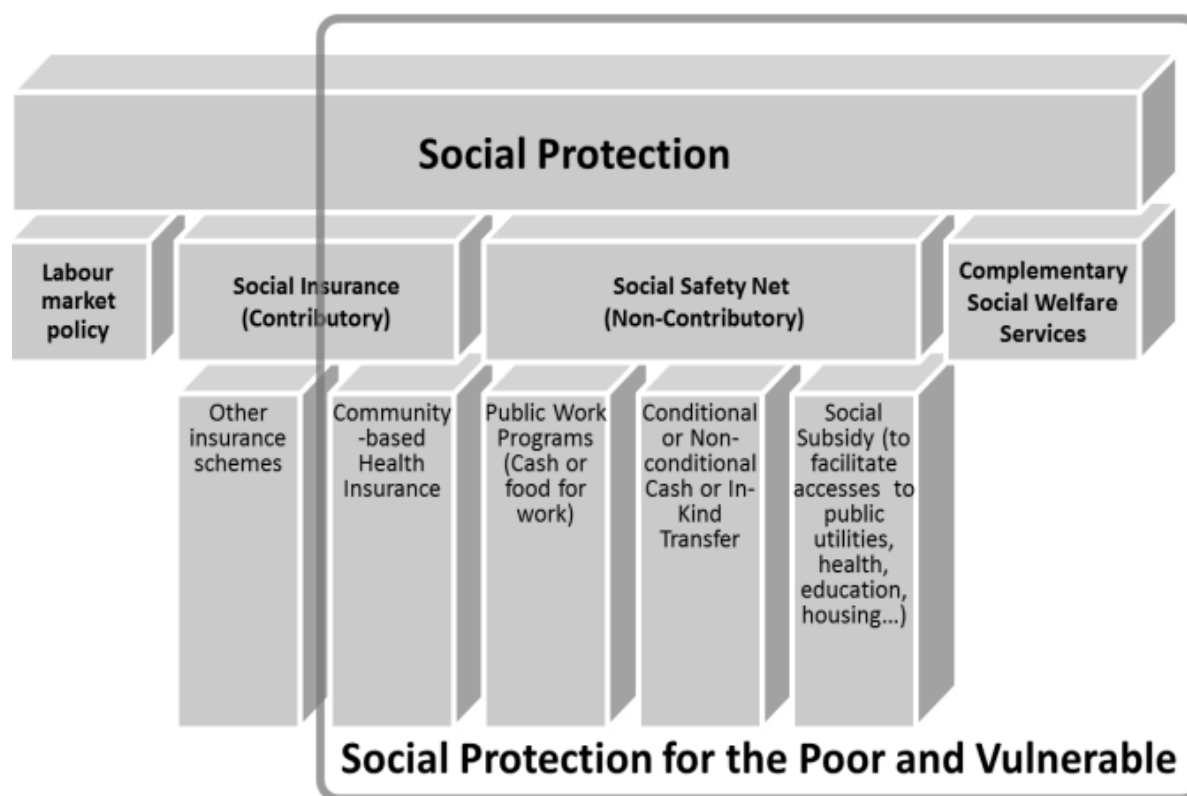 Social Protection
Labour
market
policy
Social Insurance
(Contributory)
Social Safety Net
(Non-Contributory)
Complementary
Social Welfare
Services
Other
insurance
schemes
Community
-based
Health
Insurance
Public Work
Programs
(Cash or
food for
work)
Conditional
or Non-
conditional
Cash or In-
Kind
Transfer
Social
Subsidy (to
facilitate
accesses to
public
utilities,
health,
education,
housing...)
Social Protection for the Poor and Vulnerable